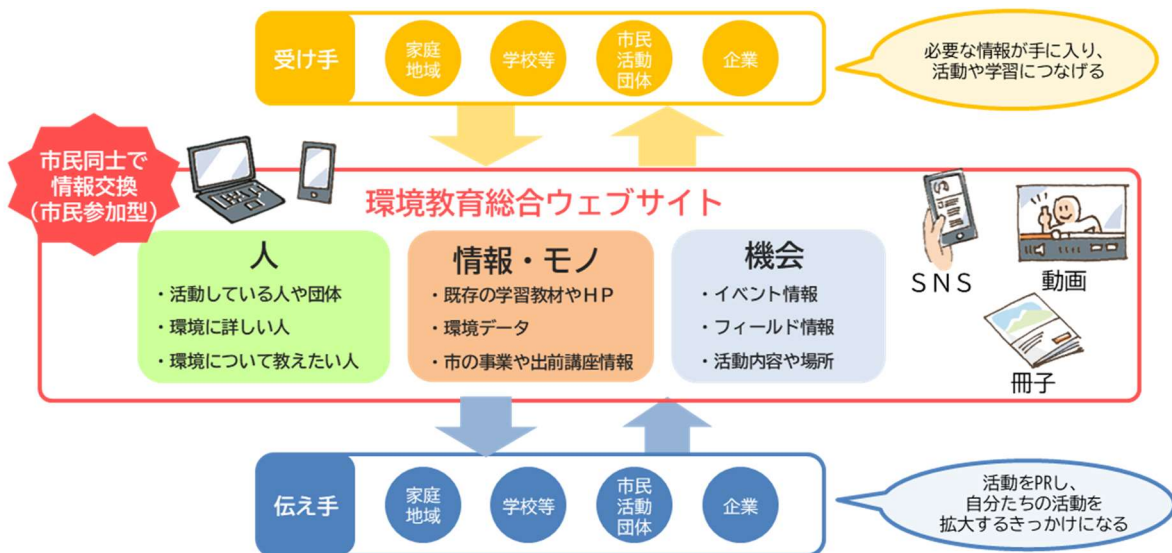 受け手
家庭
地域
学校等
市民
活動
団体
企業
必要な情報が手に入り、
活動や学習につなげる
市民同士で
情報交換
（市民参加型）
環境教育総合ウェブサイト
人
・活動している人や団体
・環境に詳しい人
・環境について教えたい人
情報・モノ
・既存の学習教材やＨＰ
・環境データ
・市の事業や出前講座情報
機会
・イベント情報
・フィールド情報
・活動内容や場所
ＳＮＳ
動画
冊子
伝え手
家庭
地域
学校等
市民
活動
団体
企業
活動をPRし、
自分たちの活動を
拡大するきっかけになる